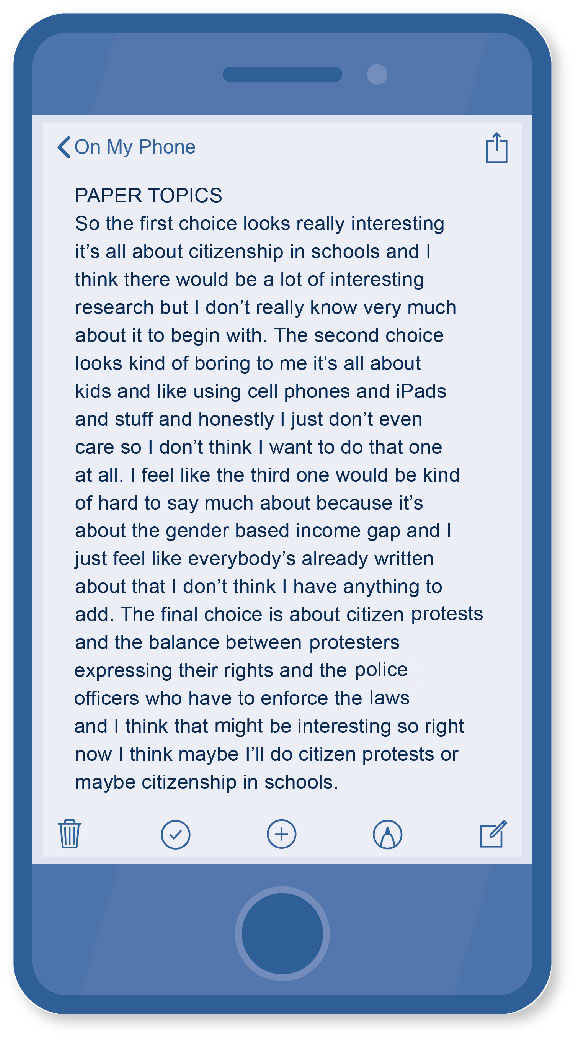 On My Phone
PAPER TOPICS
So the first choice looks really interesting
it’s all about citizenship in schools and I
think there would be a lot of interesting
research but I don’t really know very much
about it to begin with. The second choice
looks kind of boring to me it's all about
kids and like using cell phones and iPads
and stuff and honestly I just don’t even
care so I don’t think I want to do that one
at all. I feel like the third one would be kind
of hard to say much about because it’s
about the gender based income gap and I
just feel like everybody’s already written
about that I don’t think I have anything to
add. The final choice is about citizen protests
and the balance between protesters
expressing their rights and the police
officers who have to enforce the laws
and I think that might be interesting so right
now I think maybe I’ll do citizen protests or
maybe citizenship in schools.